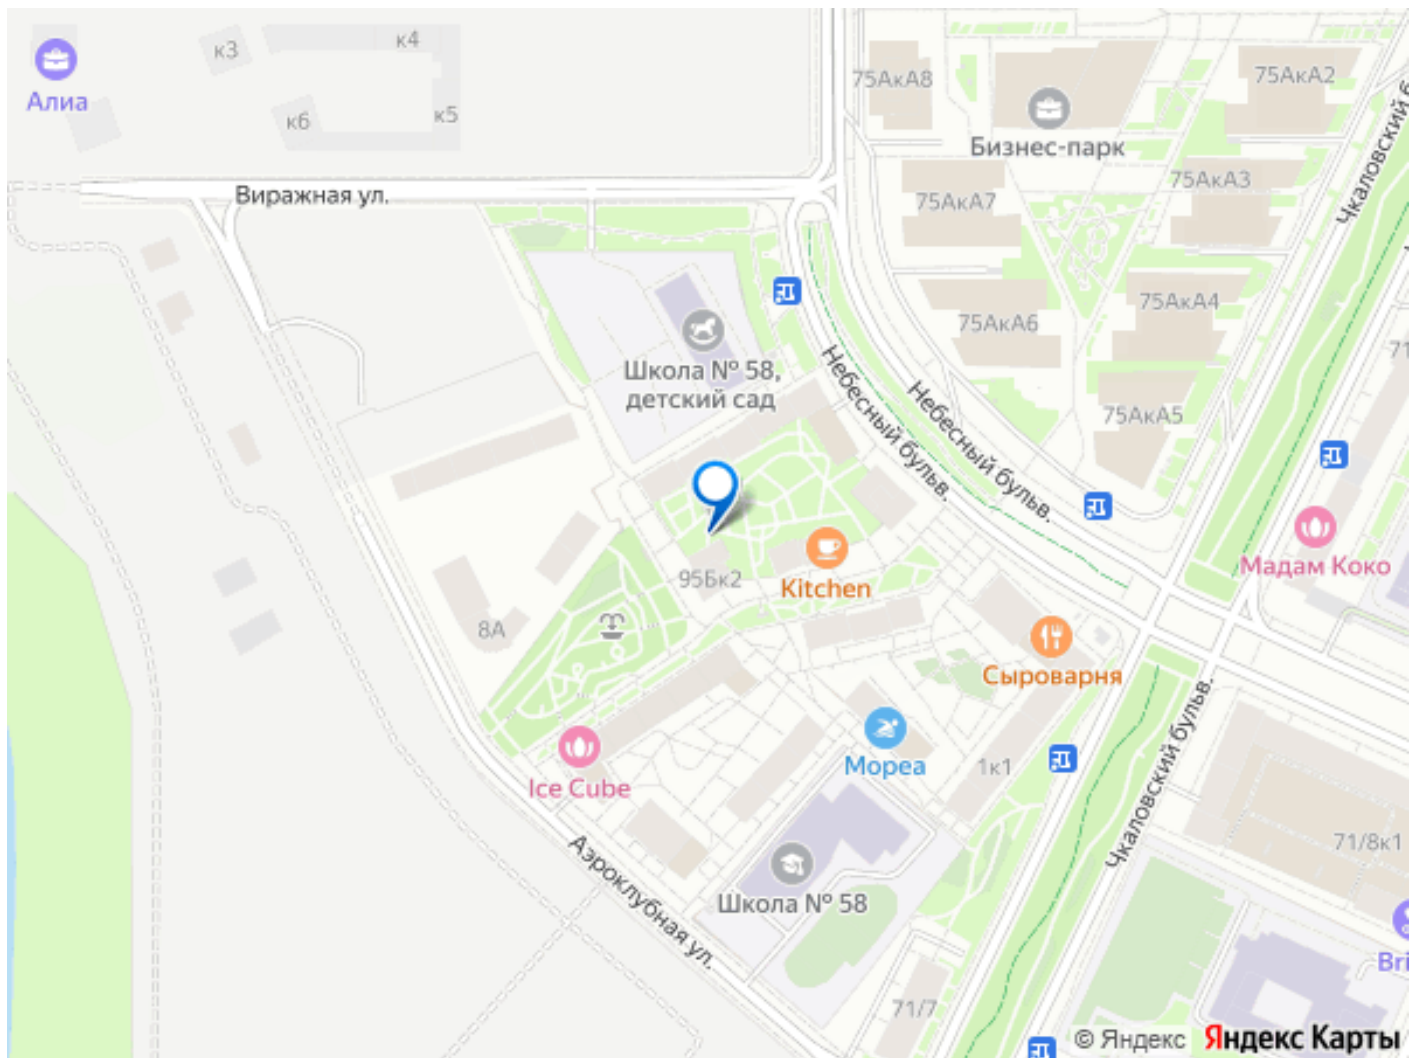 к4
к3
Алиа
к5
к6
75АкА8
75АкА2
Бизнес-парк
75АкА3
Чкаловский б
Виражная ул.
75АкА7
75АкА4
75АкА6
Школа № 58,
детский сад
Небесный бульв.
Небесный бульв.
71
75АкА5
95Бк2
Kitchen
Мадам Коко
8А
Сыроварня
Чкаловский бульв.
Мореа
1к1
Ice Cube
Аэроклубная ул.
71/8к1
Школа № 58
Bri
71/7
© Яндекс Яндекс Карты